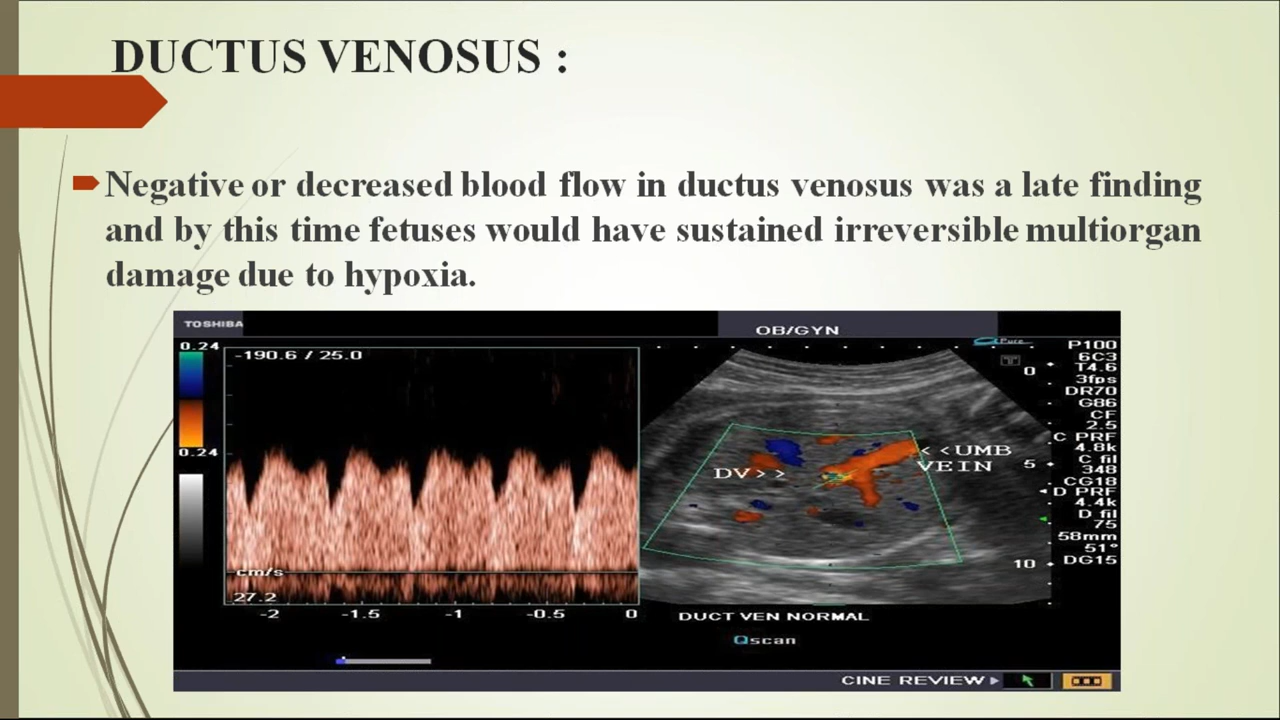 DUCTUS VENOSUS :
Negative or decreased blood flow in ductus venosus was a late finding
and by this time fetuses would have sustained irreversible multiorgan
damage due to hypoxia.
TOSHIBA
OB/GYN
0.24
0.24
-190.6 / 25.0
cm/s
27.2
-2 -1.5 -1 -0.5 0
Pure
T
0
5
10
DV>>
<<UMB
VEIN
P100
6C3
T4.6
3fps
DR70
G86
CF
2.5
C PRF
4.8k
C fil
348
CG18
D PRF
4.4k
D fil
75
58mm
51°
DG15
DUCT VEN NORMAL
Qscan
CINE REVIEW